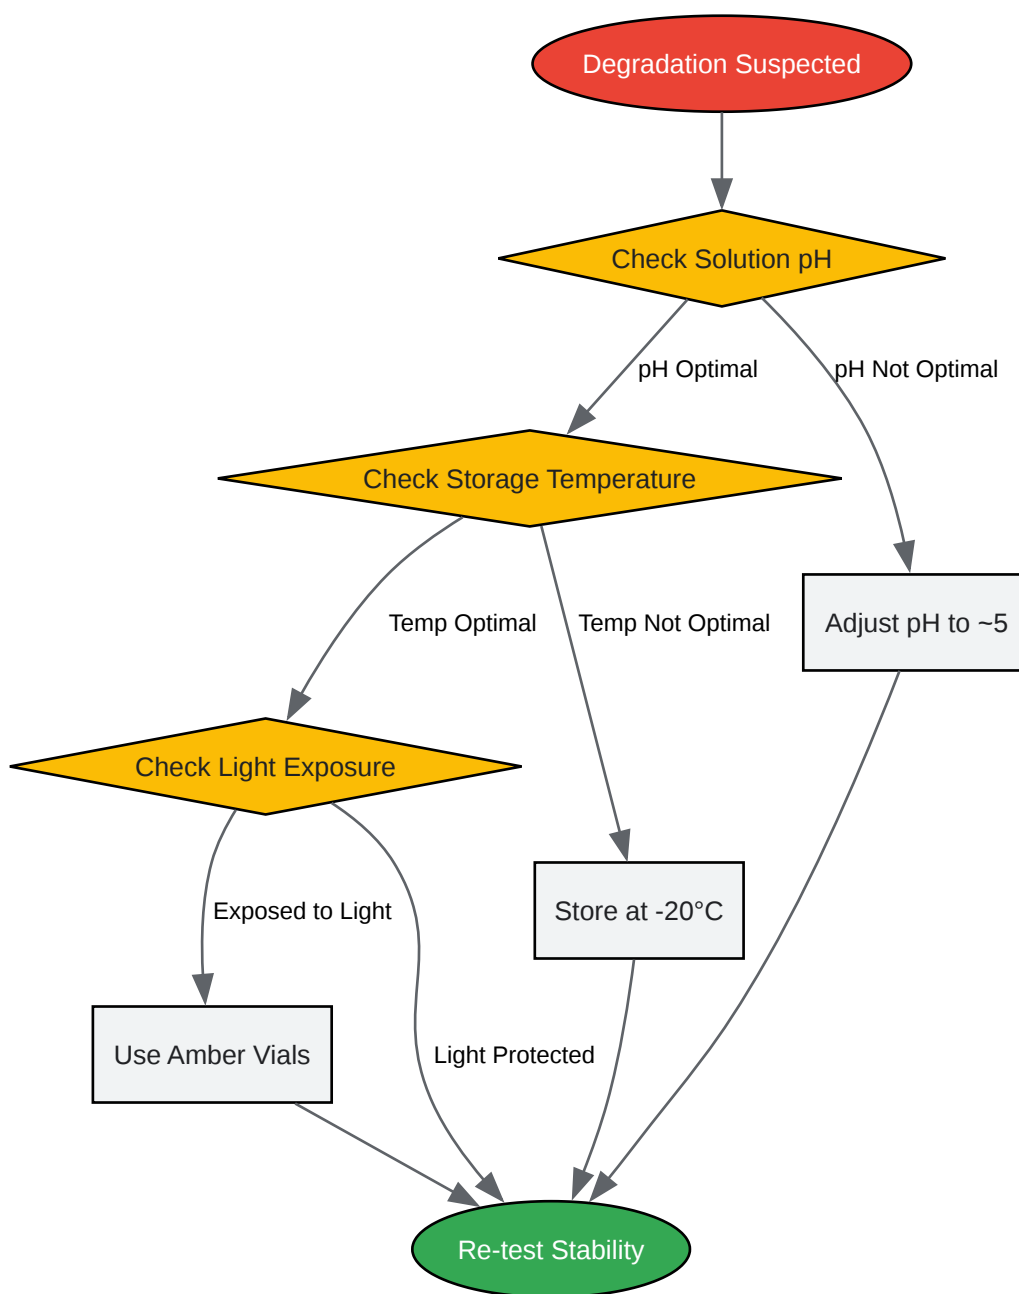 Degradation Suspected
Check Solution pH
pH Optimal
pH Not Optimal
Check Storage Temperature
Temp Optimal
Temp Not Optimal
Adjust pH to ~5
Check Light Exposure
Exposed to Light
Store at -20°C
Use Amber Vials
Light Protected
Re-test Stability